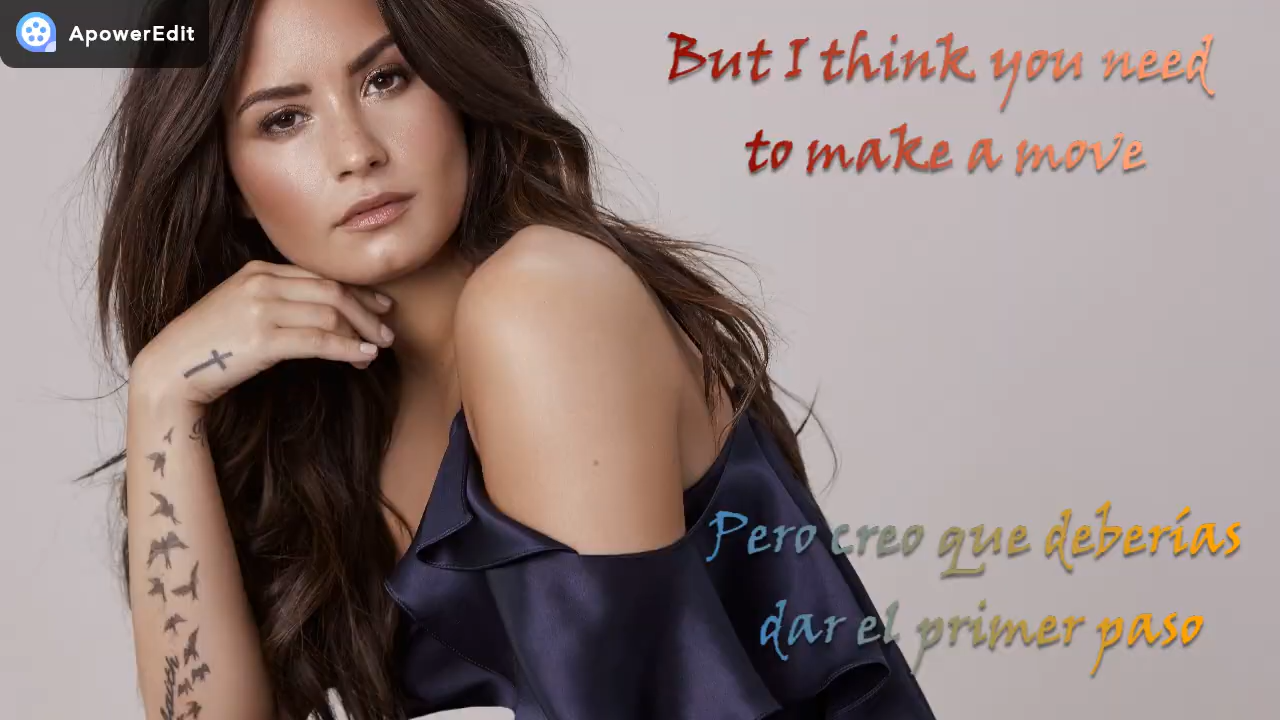 ApowerEdit
But I think you need
to make a move
Pero creo que deberías
dar el primer paso